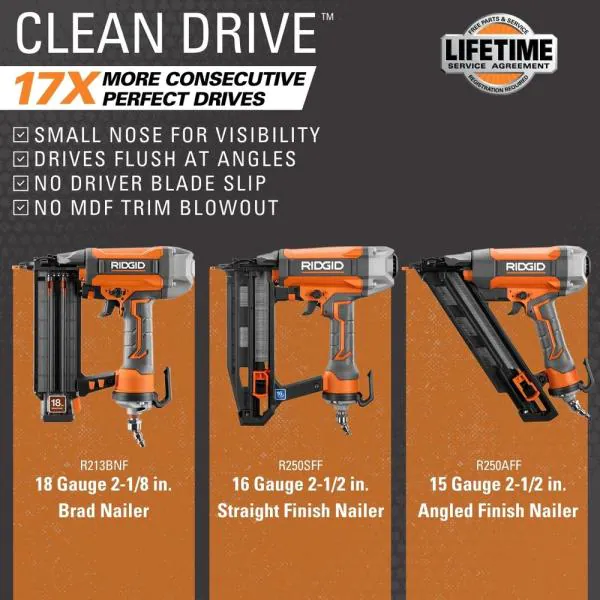 CLEAN DRIVE™
17X MORE CONSECUTIVE
PERFECT DRIVES
FREE PARTS & SERVICE
LIFETIME
SERVICE AGREEMENT
REGISTRATION REQUIRED
☑ SMALL NOSE FOR VISIBILITY
☑ DRIVES FLUSH AT ANGLES
☑ NO DRIVER BLADE SLIP
☑ NO MDF TRIM BLOWOUT
RIDGID
RIDGID
RIDGID
18
R213BNF
18 Gauge 2-1/8 in.
Brad Nailer
R250SFF
16 Gauge 2-1/2 in.
Straight Finish Nailer
R250AFF
15 Gauge 2-1/2 in.
Angled Finish Nailer